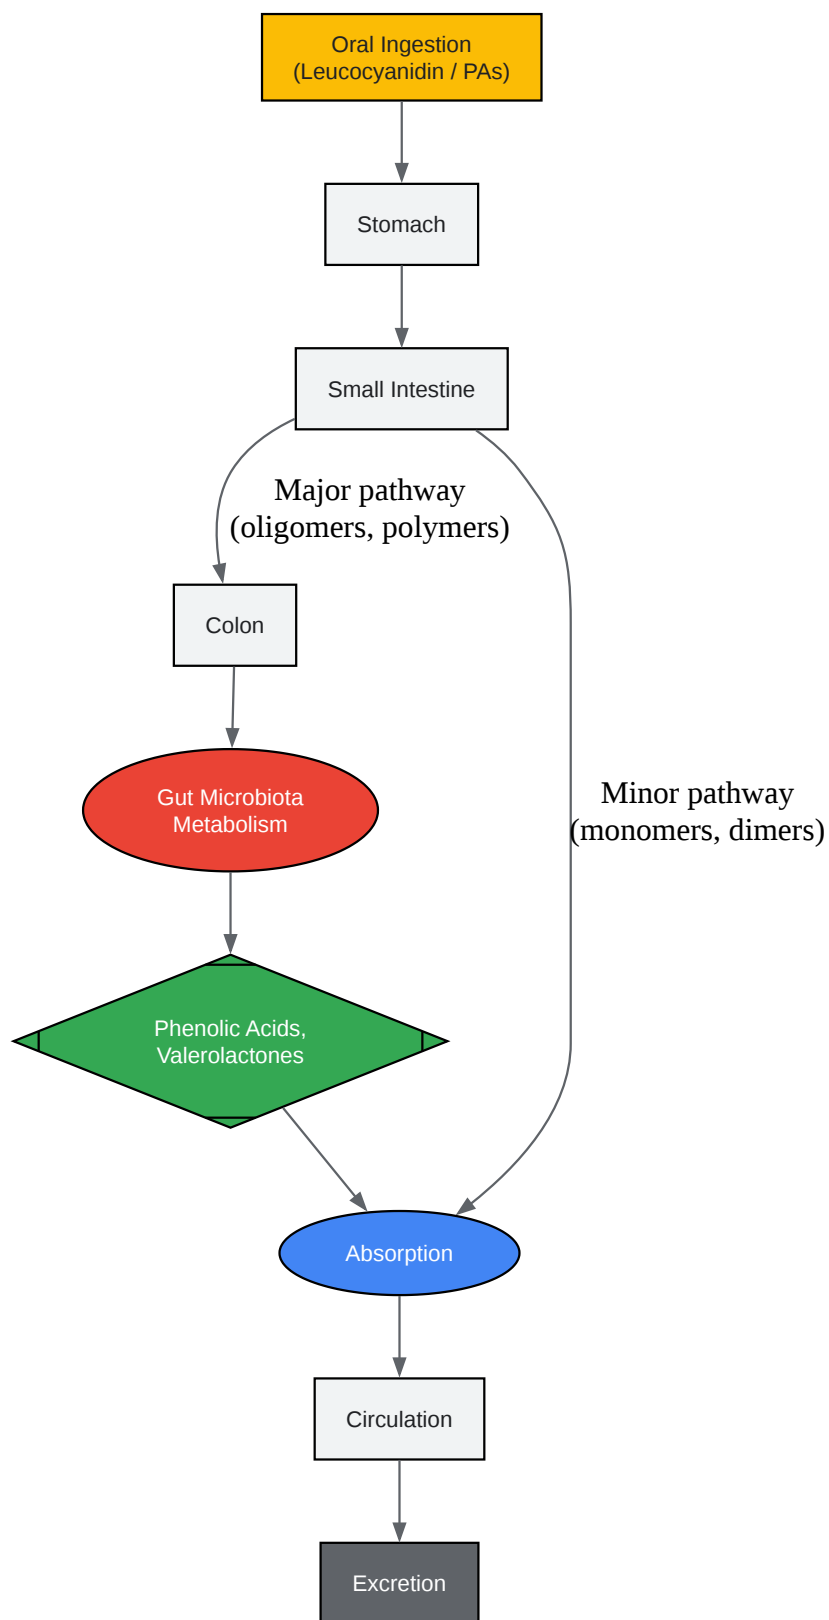 Oral Ingestion
(Leucocyanidin / PAs)
Stomach
Small Intestine
Major pathway
(oligomers, polymers)
Colon
Gut Microbiota
Metabolism
Minor pathway
(monomers, dimers)
Phenolic Acids,
Valerolactones
Absorption
Circulation
Excretion